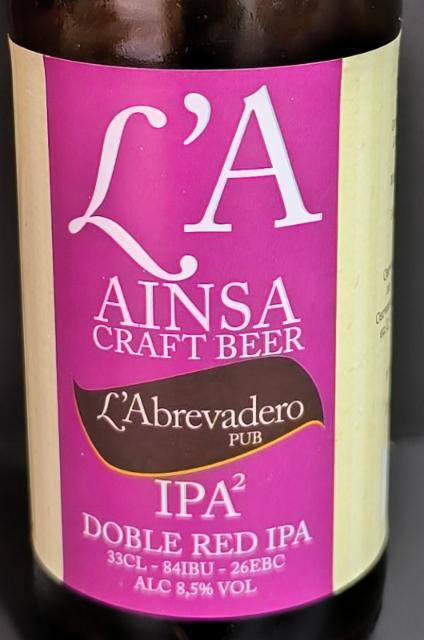 L'A
AINSA
CRAFT BEER
L'Abrevadero
PUB
IPA²
DOBLE RED IPA
33CL - 84IBU - 26EBC
ALC 8,5% VOL